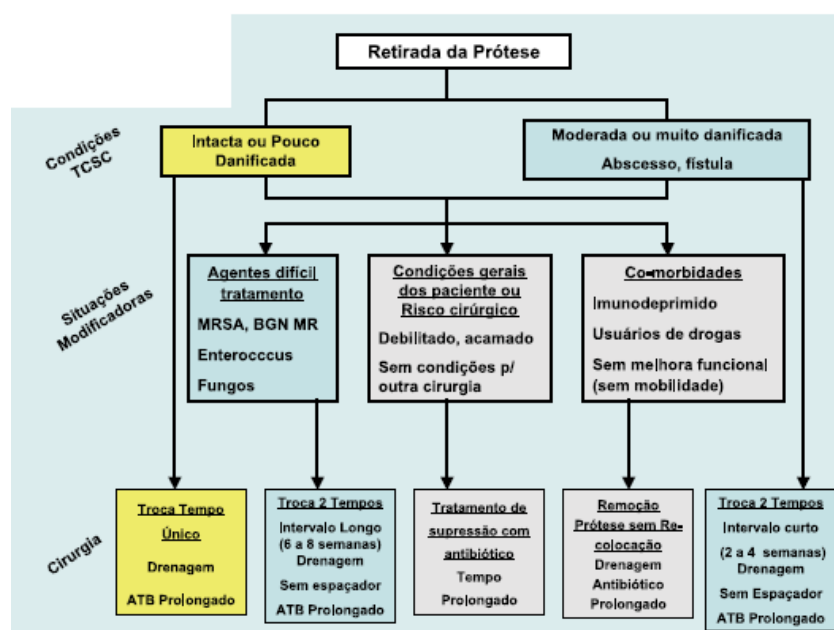 Retirada da Prótese
Condições
TCSC
Intacta ou Pouco
Danificada
Moderada ou muito danificada
Abscesso, fístula
Situações
Modificadoras
Agentes difícil
tratamento
MRSA, BGN MR
Enterocccus
Fungos
Condições gerais
dos paciente ou
Risco cirúrgico
Debilitado, acamado
Sem condições p/
outra cirurgia
Co-morbidades
Imunodeprimido
Usuários de drogas
Sem melhora funcional
(sem mobilidade)
Cirurgia
Troca Tempo
Único
Drenagem
ATB Prolongado
Troca 2 Tempos
Intervalo Longo
(6 a 8 semanas)
Drenagem
Sem espaçador
ATB Prolongado
Tratamento de
supressão com
antibiótico
Tempo
Prolongado
Remoção
Prótese sem Re-
colocação
Drenagem
Antibiótico
Prolongado
Troca 2 Tempos
Intervalo curto
(2 a 4 semanas)
Drenagem
Sem Espaçador
ATB Prolongado